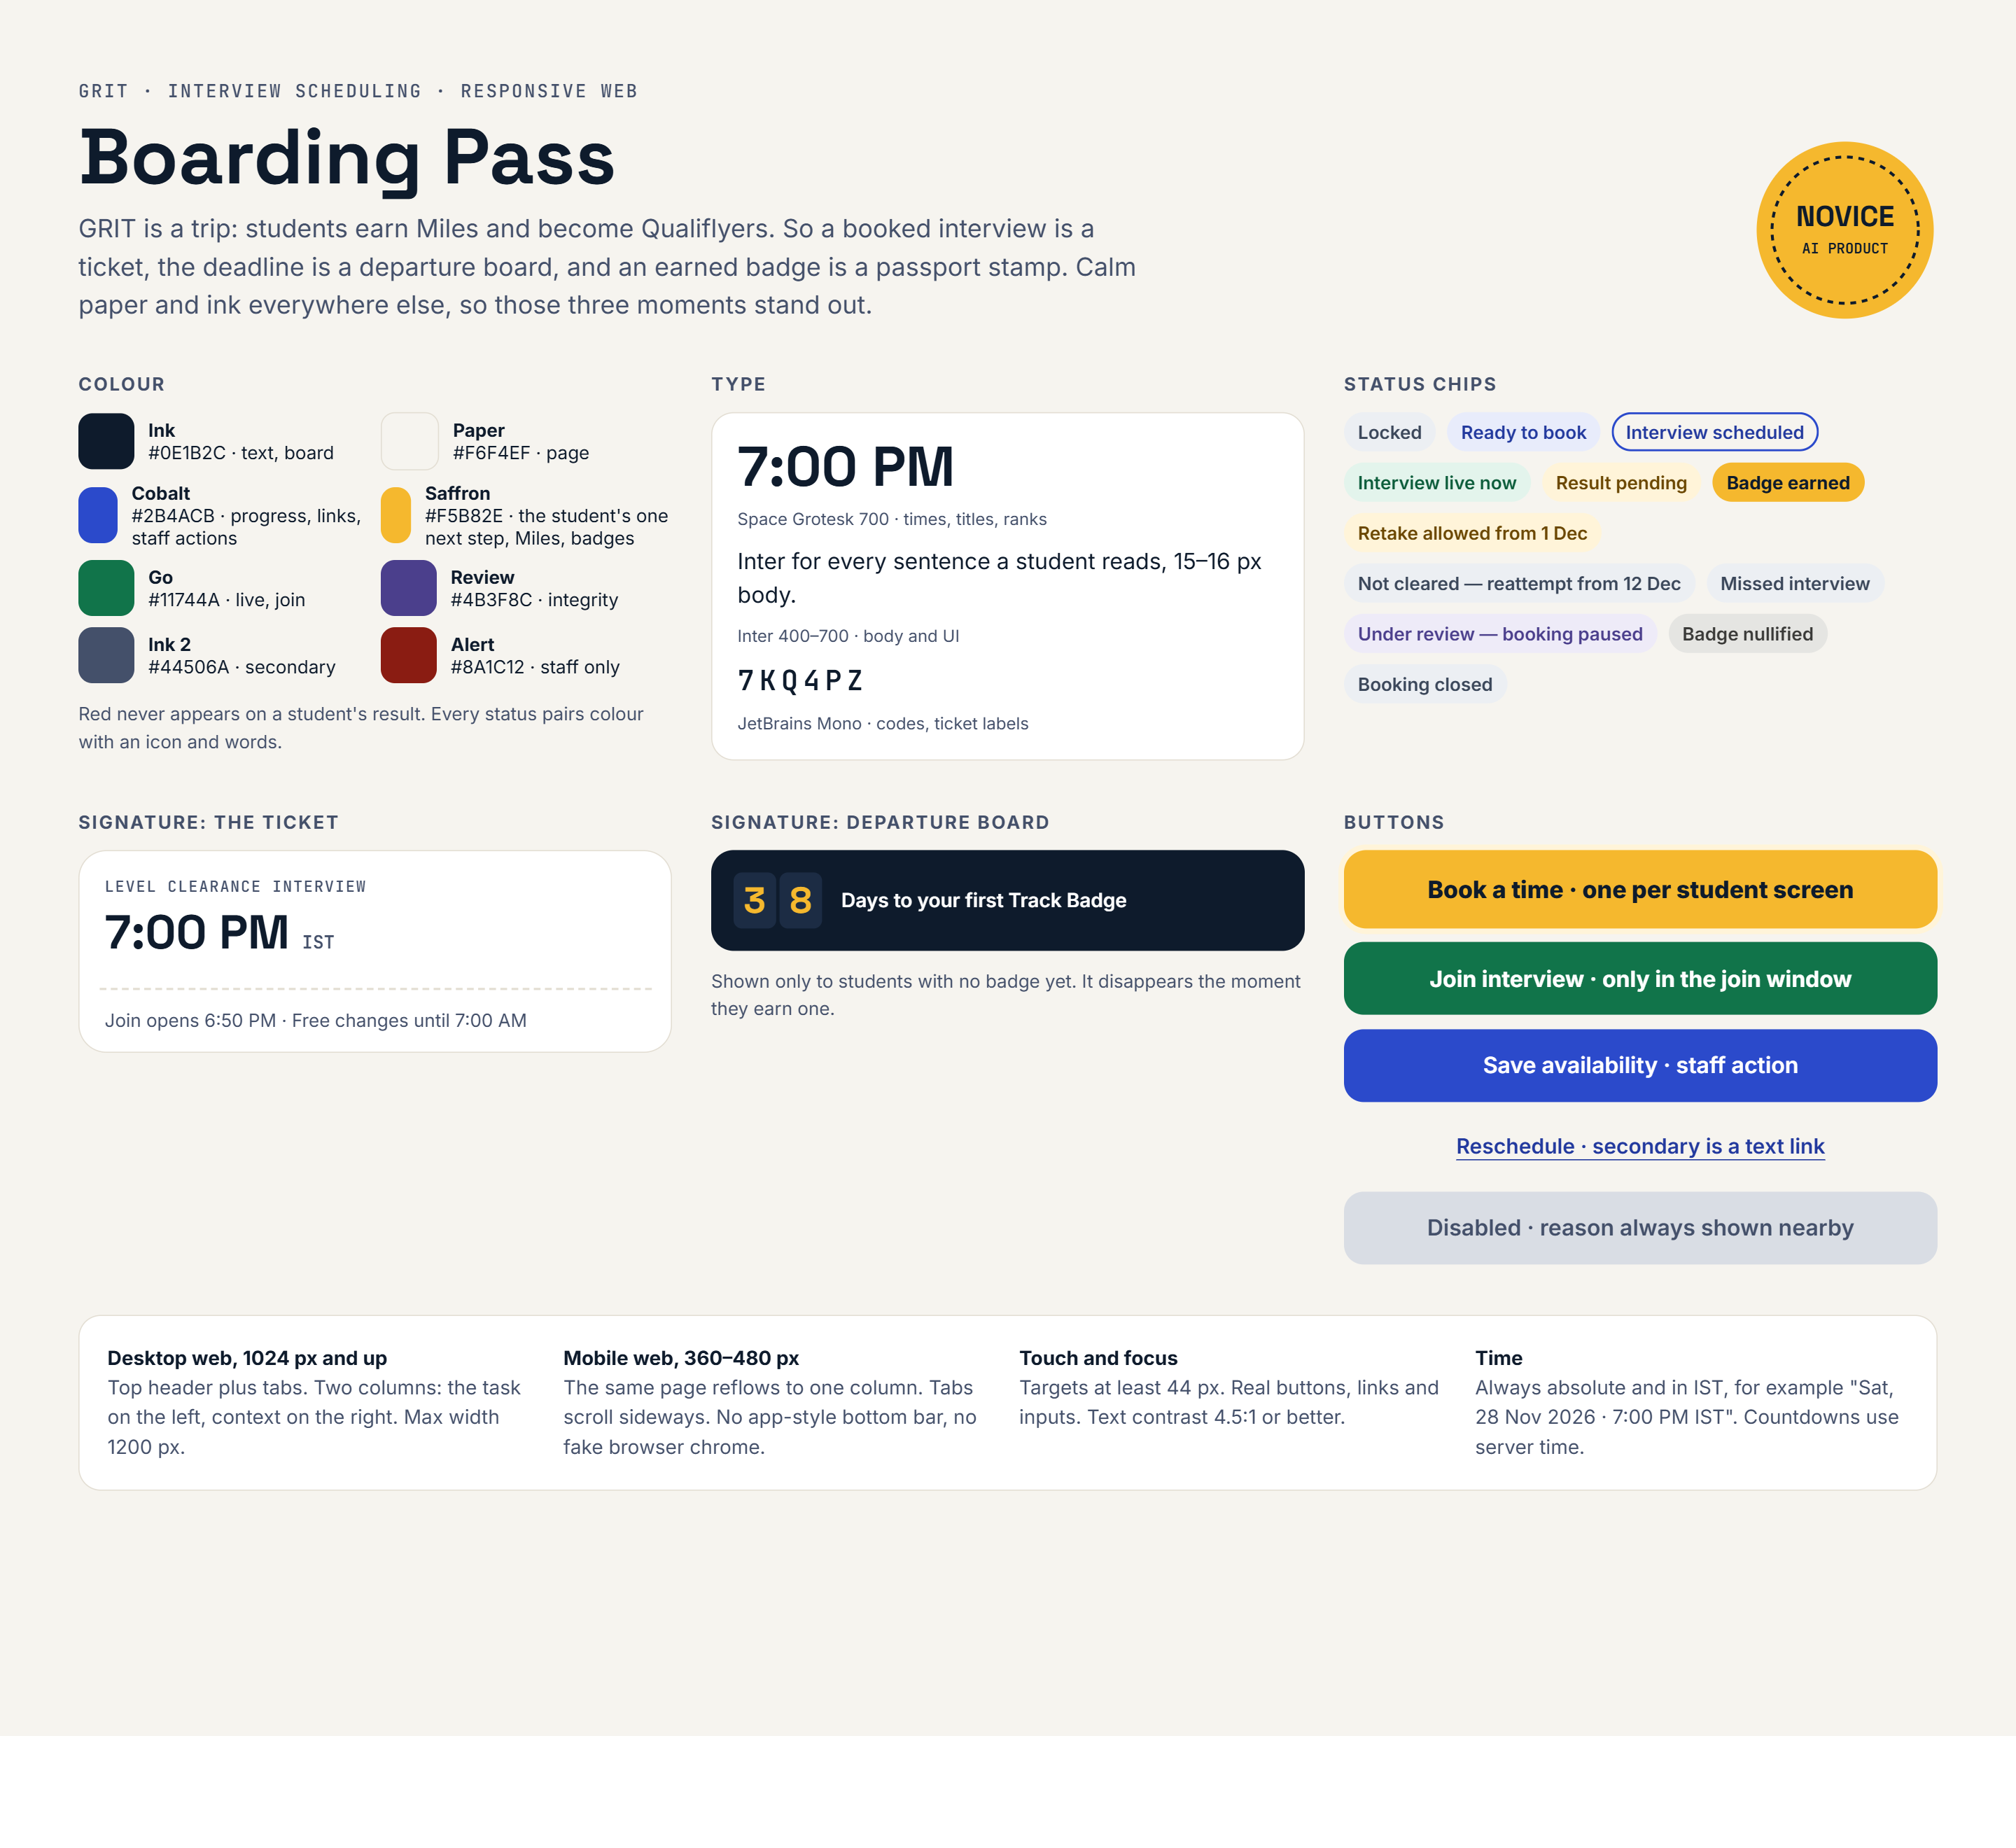 GRIT · INTERVIEW SCHEDULING · RESPONSIVE WEB
Boarding Pass
GRIT is a trip: students earn Miles and become Qualiflyers. So a booked interview is a
ticket, the deadline is a departure board, and an earned badge is a passport stamp. Calm
paper and ink everywhere else, so those three moments stand out.
NOVICE
AI PRODUCT
COLOUR
Ink
#0E1B2C · text, board
Paper
#F6F4EF · page
Cobalt
#2B4ACB · progress, links,
staff actions
Saffron
#F5B82E · the student's one
next step, Miles, badges
Go
#11744A · live, join
Review
#4B3F8C · integrity
Ink 2
#44506A · secondary
Alert
#8A1C12 · staff only
Red never appears on a student's result. Every status pairs colour
with an icon and words.
TYPE
7:00 PM
Space Grotesk 700 · times, titles, ranks
Inter for every sentence a student reads, 15–16 px
body.
Inter 400–700 · body and UI
7KQ4PZ
JetBrains Mono · codes, ticket labels
STATUS CHIPS
Locked
Ready to book
Interview scheduled
Interview live now
Result pending
Badge earned
Retake allowed from 1 Dec
Not cleared — reattempt from 12 Dec
Missed interview
Under review — booking paused
Badge nullified
Booking closed
SIGNATURE: THE TICKET
LEVEL CLEARANCE INTERVIEW
7:00 PM IST
Join opens 6:50 PM · Free changes until 7:00 AM
SIGNATURE: DEPARTURE BOARD
38 Days to your first Track Badge
Shown only to students with no badge yet. It disappears the moment
they earn one.
BUTTONS
Book a time · one per student screen
Join interview · only in the join window
Save availability · staff action
Reschedule · secondary is a text link
Disabled · reason always shown nearby
Desktop web, 1024 px and up
Top header plus tabs. Two columns: the task
on the left, context on the right. Max width
1200 px.
Mobile web, 360–480 px
The same page reflows to one column. Tabs
scroll sideways. No app-style bottom bar, no
fake browser chrome.
Touch and focus
Targets at least 44 px. Real buttons, links and
inputs. Text contrast 4.5:1 or better.
Time
Always absolute and in IST, for example "Sat,
28 Nov 2026 · 7:00 PM IST". Countdowns use
server time.